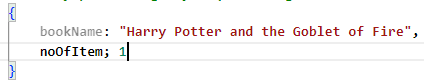 {
bookName: "Harry Potter and the Goblet of Fire",
noOfItem; 1
}